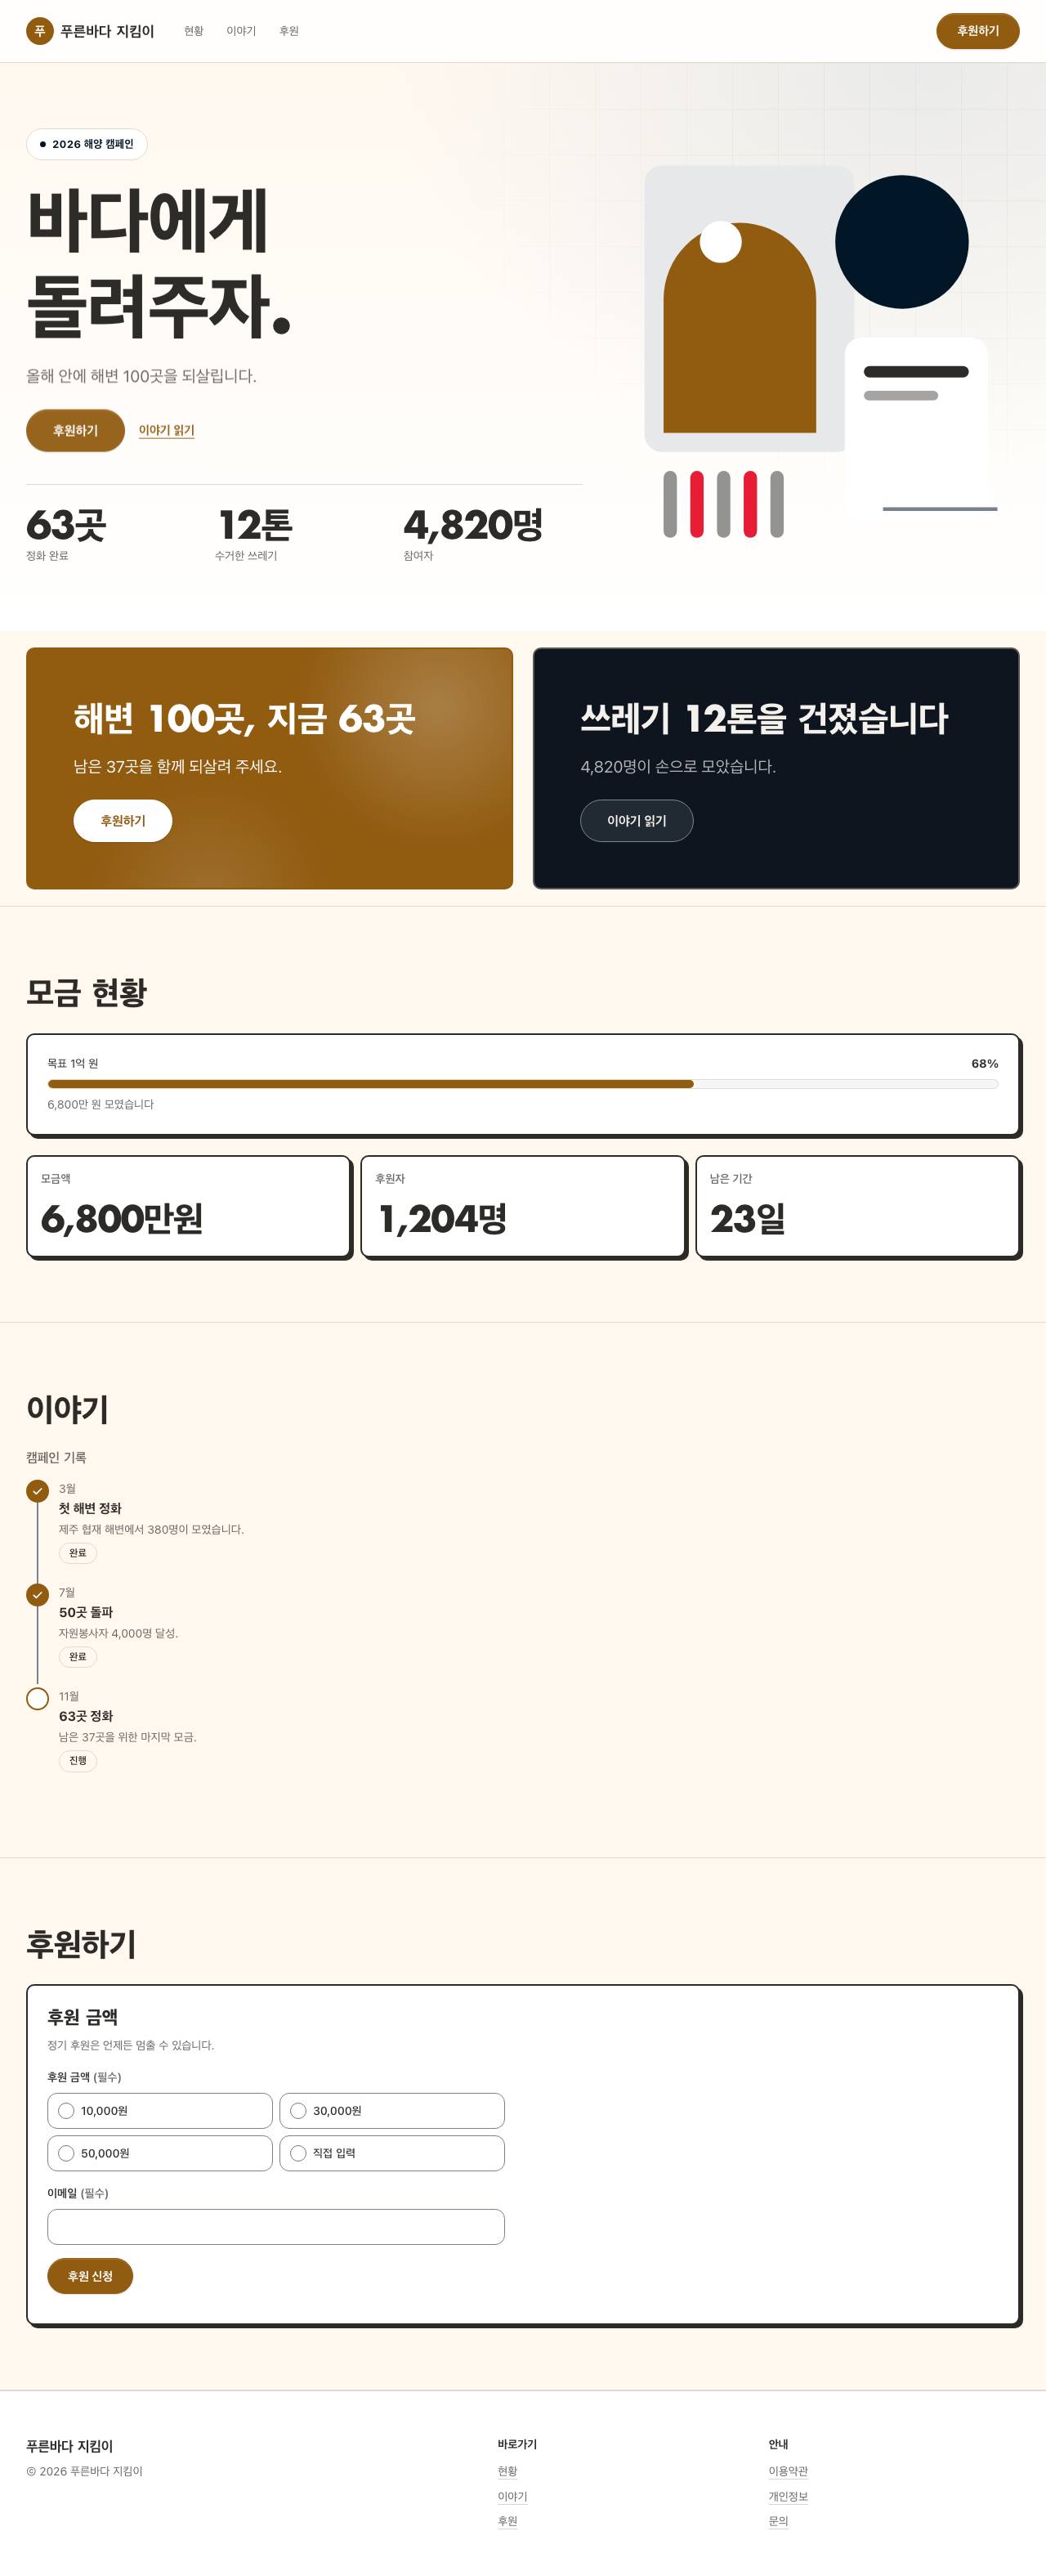 푸 푸른바다 지킴이 현황 이야기 후원 후원하기
2026 해양 캠페인
바다에게
돌려주자.
올해 안에 해변 100곳을 되살립니다.
후원하기 이야기 읽기
63곳 12톤 4,820명
정화 완료 수거한 쓰레기 참여자
해변 100곳, 지금 63곳
남은 37곳을 함께 되살려 주세요.
후원하기
쓰레기 12톤을 건졌습니다
4,820명이 손으로 모았습니다.
이야기 읽기
모금 현황
목표 1억 원 68%
6,800만 원 모였습니다
모금액
6,800만원
후원자
1,204명
남은 기간
23일
이야기
캠페인 기록
3월
첫 해변 정화
제주 협재 해변에서 380명이 모였습니다.
완료
7월
50곳 돌파
자원봉사자 4,000명 달성.
완료
11월
63곳 정화
남은 37곳을 위한 마지막 모금.
진행
후원하기
후원 금액
정기 후원은 언제든 멈출 수 있습니다.
후원 금액 (필수)
10,000원 30,000원
50,000원 직접 입력
이메일 (필수)
후원 신청
푸른바다 지킴이
© 2026 푸른바다 지킴이
바로가기
현황
이야기
후원
안내
이용약관
개인정보
문의